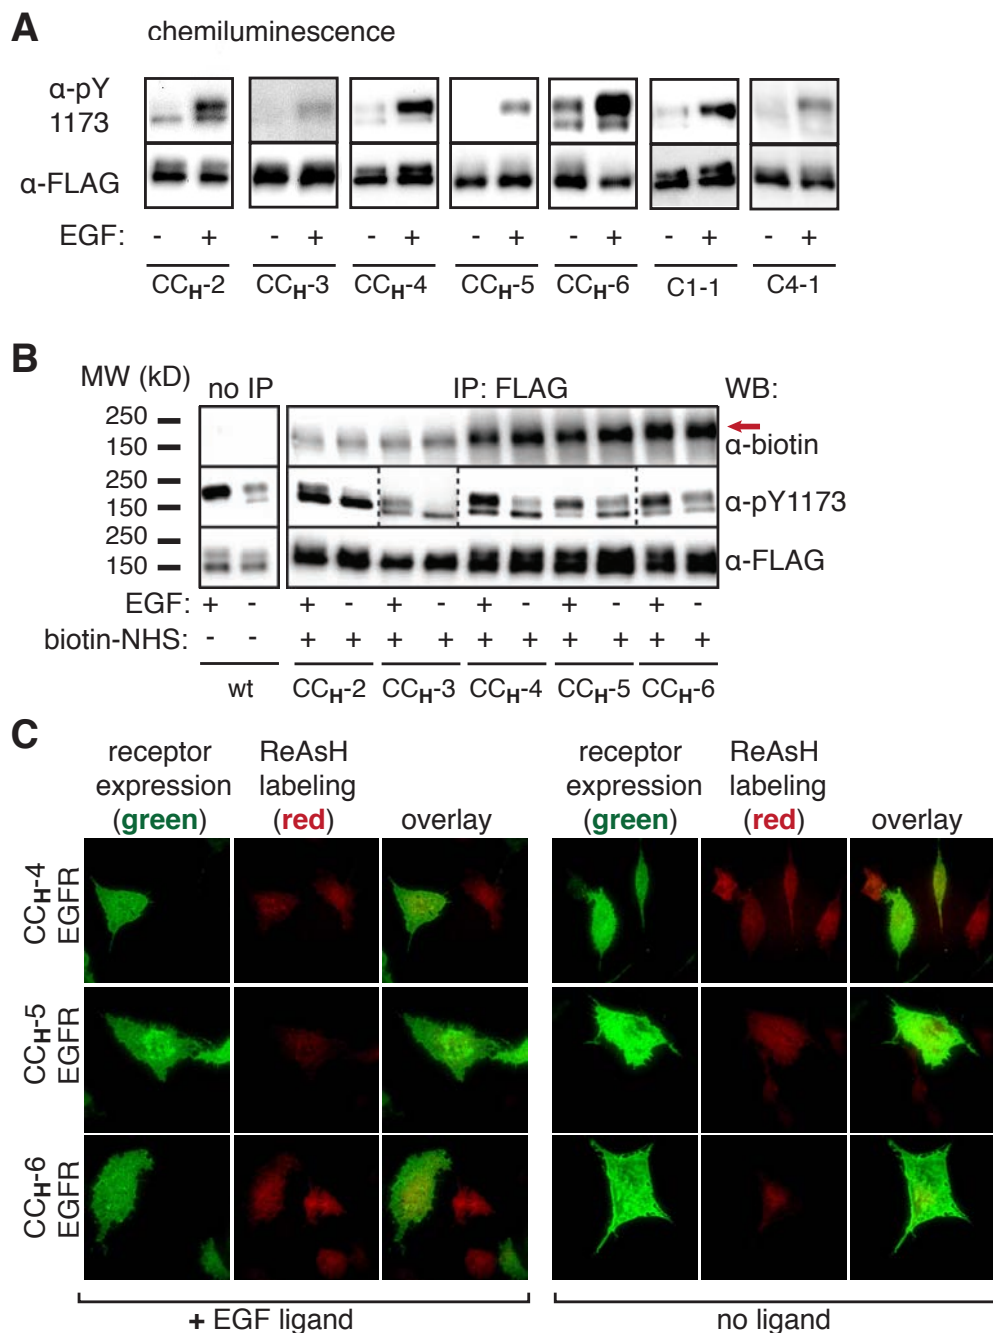 A
chemiluminescence
α-pY
1173
α-FLAG
EGF: - + - + - + - + - + - + - +
CCH-2 CCH-3 CCH-4 CCH-5 CCH-6 C1-1 C4-1
B
MW (kD) no IP IP: FLAG WB:
250
150
α-biotin
250
150
α-pY1173
250
150
α-FLAG
EGF: + - + - + - + - + - + -
biotin-NHS: - - + + + + + + + + + +
wt CCH-2 CCH-3 CCH-4 CCH-5 CCH-6
C
receptor expression (green) ReAsH labeling (red) overlay receptor expression (green) ReAsH labeling (red) overlay
CCH-4 EGFR
CCH-5 EGFR
CCH-6 EGFR
+ EGF ligand no ligand